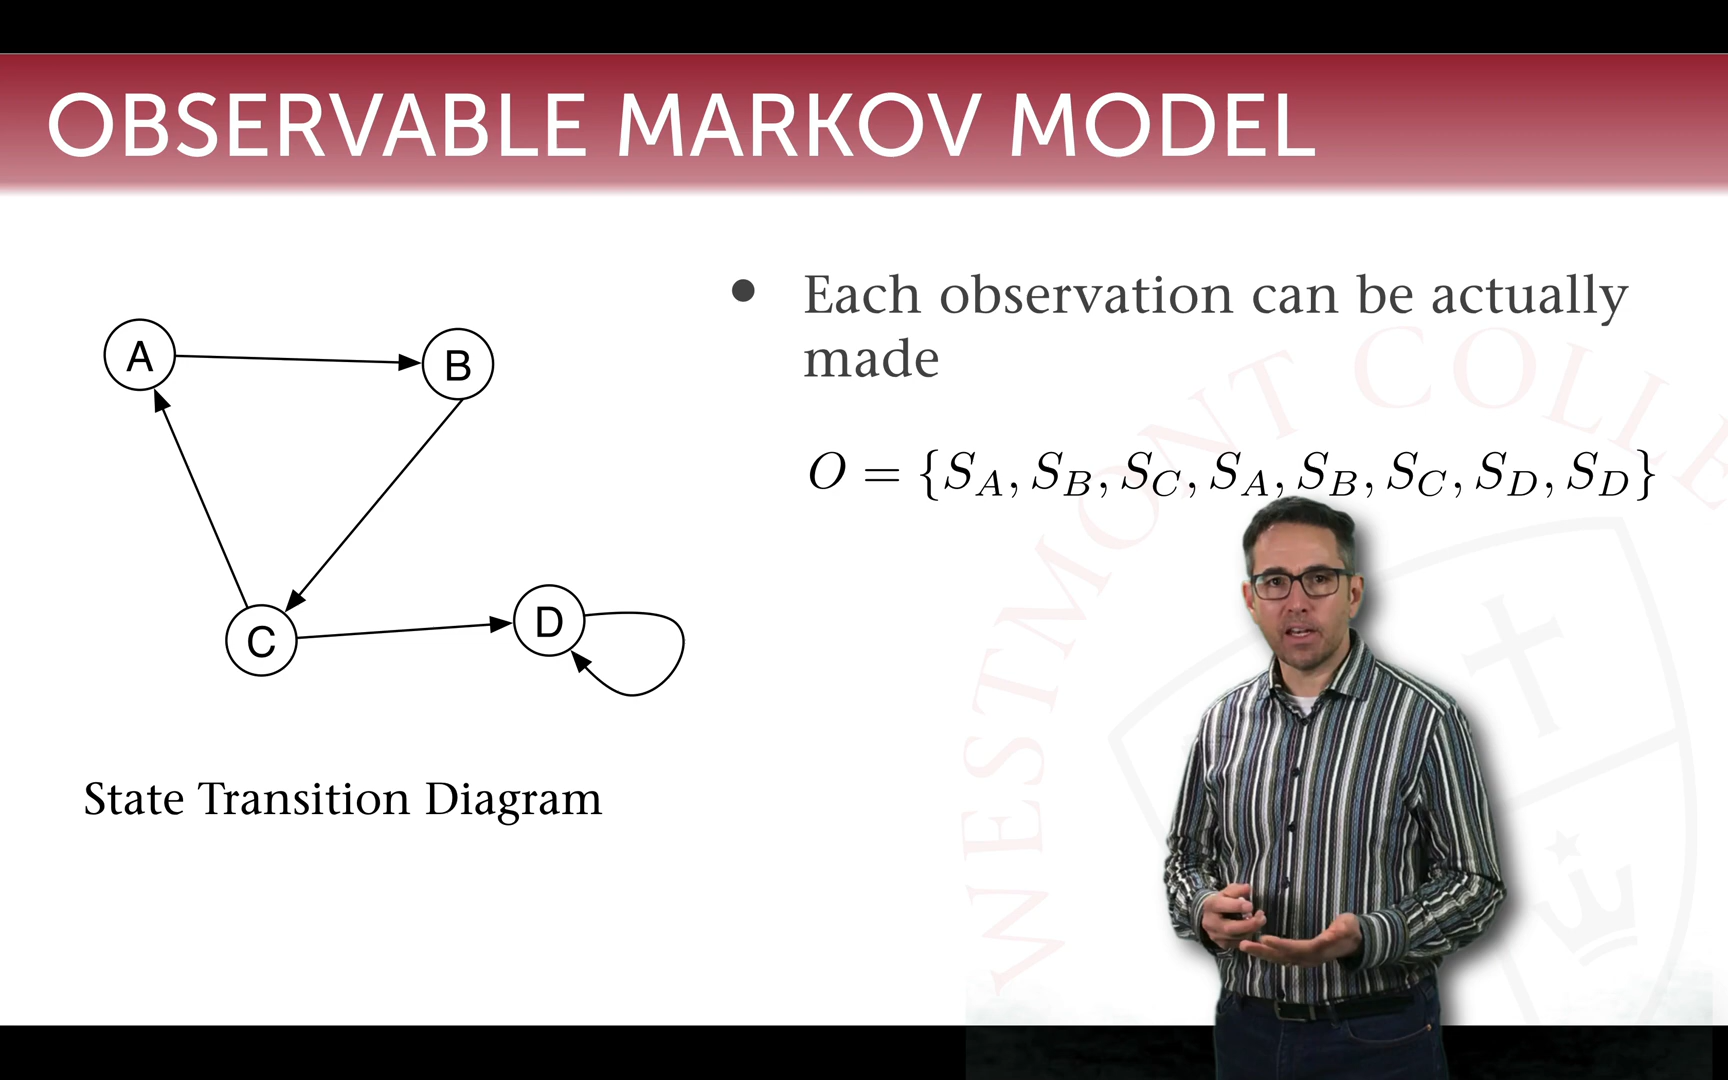 OBSERVABLE MARKOV MODEL
• Each observation can be actually
made
O = {S_A, S_B, S_C, S_A, S_B, S_C, S_D, S_D}
A
B
C
D
State Transition Diagram
WESTMONT COLLE